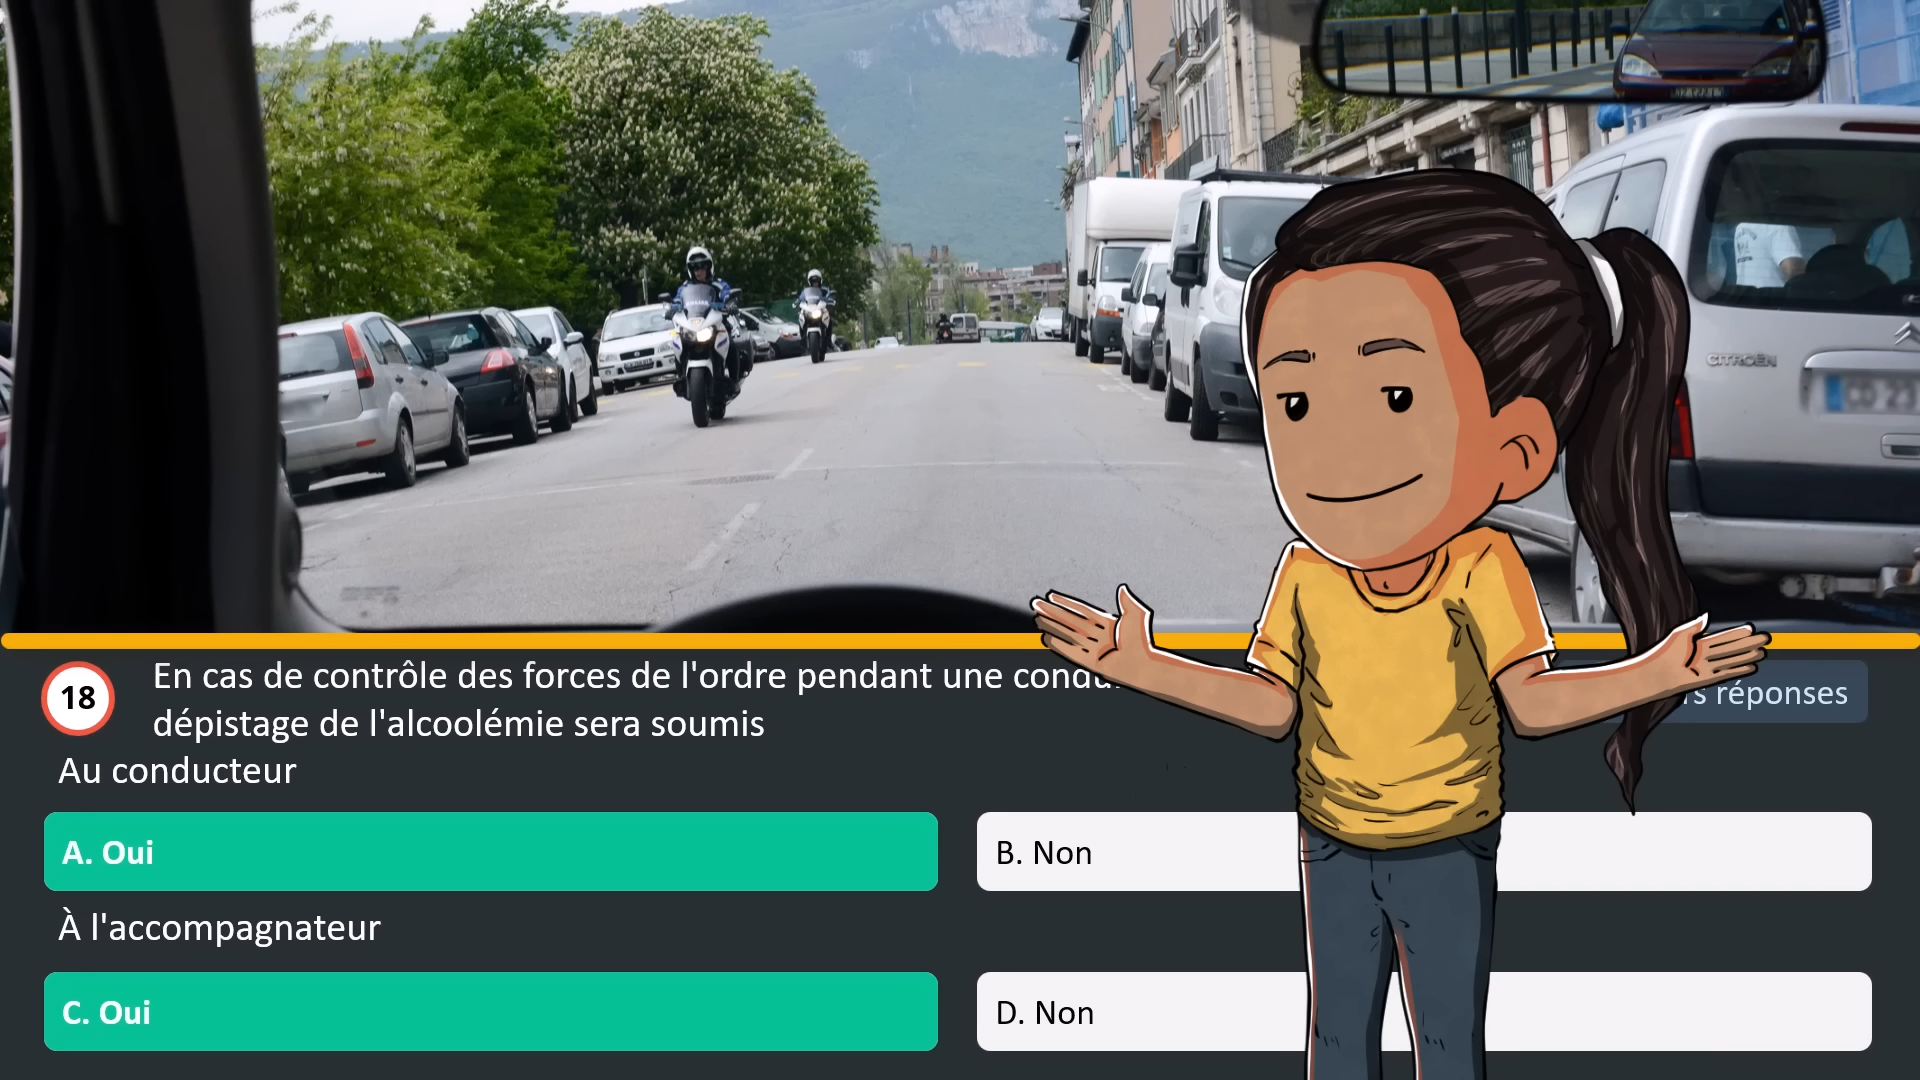 CITROËN
18
En cas de contrôle des forces de l'ordre pendant une
dépistage de l'alcoolémie sera soumis
réponses
Au conducteur
A. Oui
B. Non
À l'accompagnateur
C. Oui
D. Non